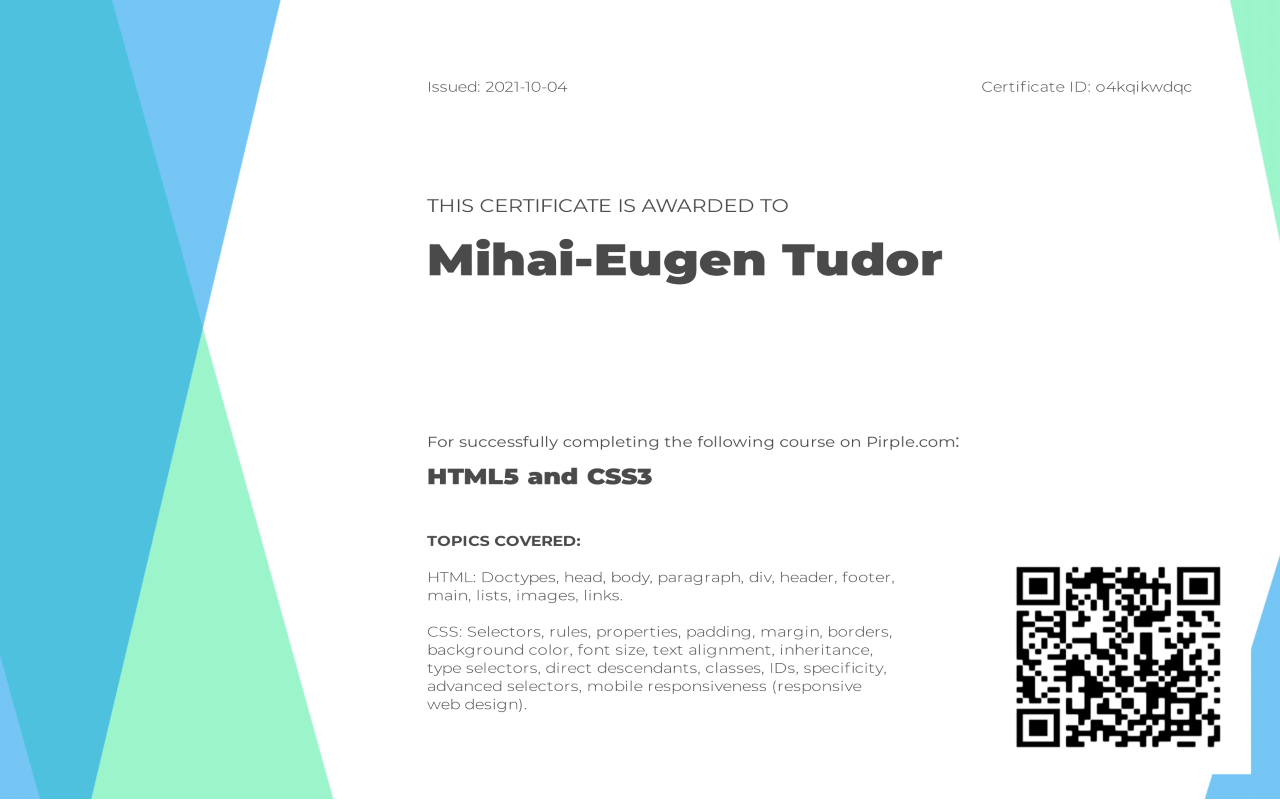 Issued: 2021-10-04
Certificate ID: o4kqikwdqc
THIS CERTIFICATE IS AWARDED TO
Mihai-Eugen Tudor
For successfully completing the following course on Pirple.com:
HTML5 and CSS3
TOPICS COVERED:
HTML: Doctypes, head, body, paragraph, div, header, footer,
main, lists, images, links.
CSS: Selectors, rules, properties, padding, margin, borders,
background color, font size, text alignment, inheritance,
type selectors, direct descendants, classes, IDs, specificity,
advanced selectors, mobile responsiveness (responsive
web design).